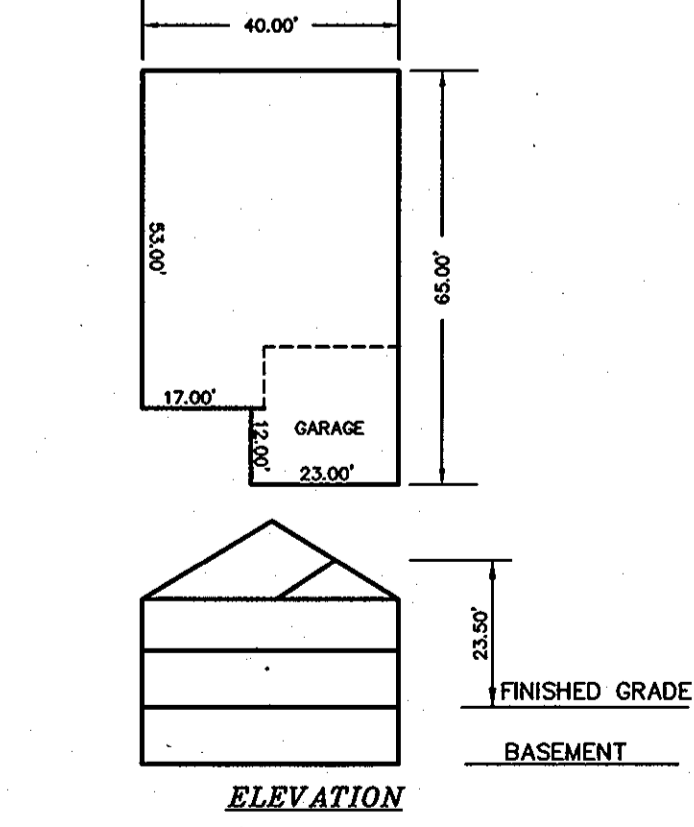 40.00'
53.00'
65.00'
17.00'
12.00'
GARAGE
23.00'
23.50'
FINISHED GRADE
BASEMENT
ELEVATION